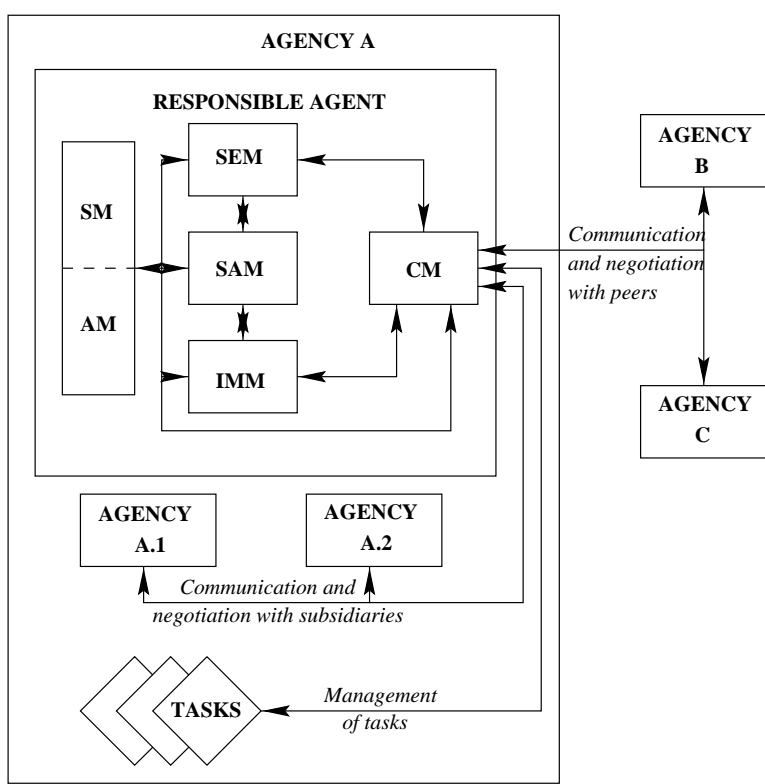 AGENCY A
RESPONSIBLE AGENT
SEM
SM
SAM
CM
AM
IMM
AGENCY
B
Communication
and negotiation
with peers
AGENCY
C
AGENCY
A.1
AGENCY
A.2
Communication and
negotiation with subsidiaries
TASKS
Management
of tasks